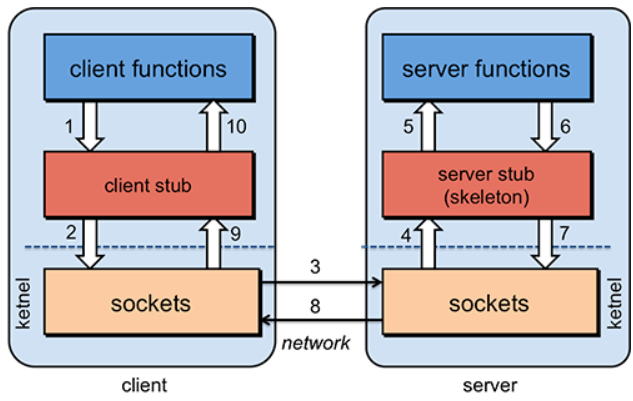 client functions
server functions
1
10
5
6
client stub
server stub
(skeleton)
2
9
4
7
ketnel
sockets
3
8
network
sockets
ketnel
client
server